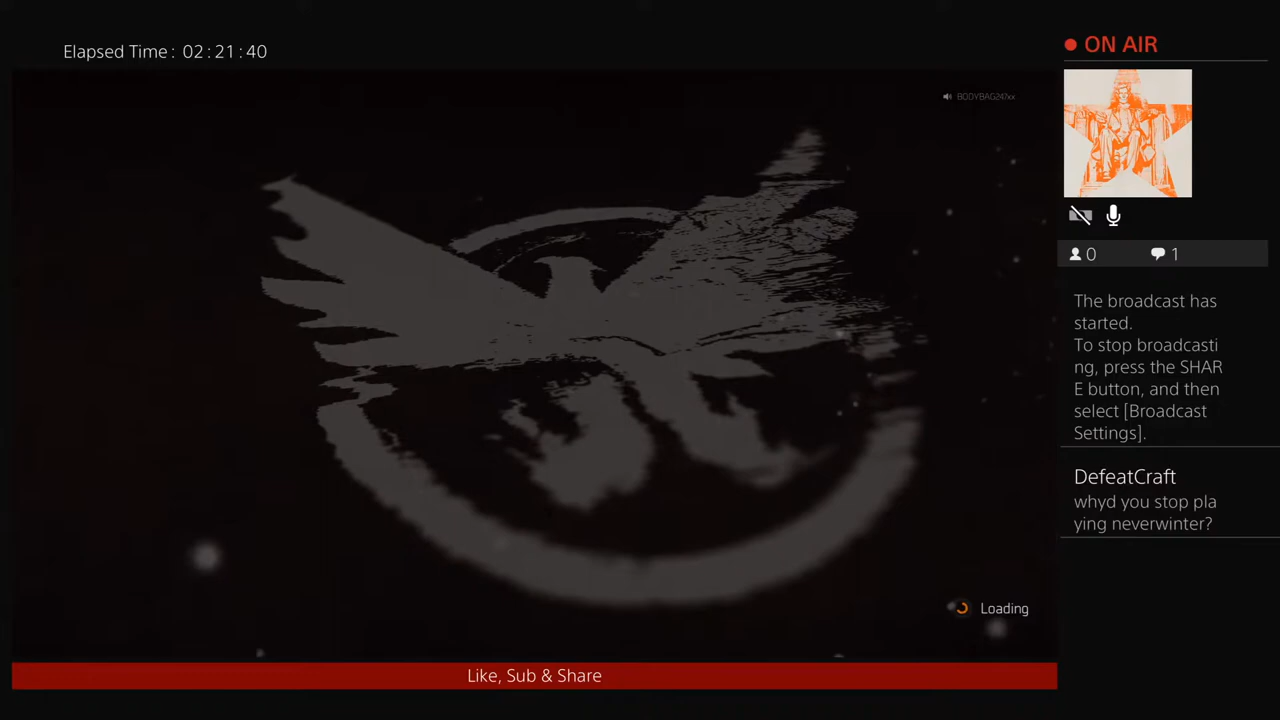 Elapsed Time : 02:21:40
ON AIR
BODYBAG247xx
0
1
The broadcast has
started.
To stop broadcasti
ng, press the SHAR
E button, and then
select [Broadcast
Settings].
DefeatCraft
whyd you stop pla
ying neverwinter?
Loading
Like, Sub & Share